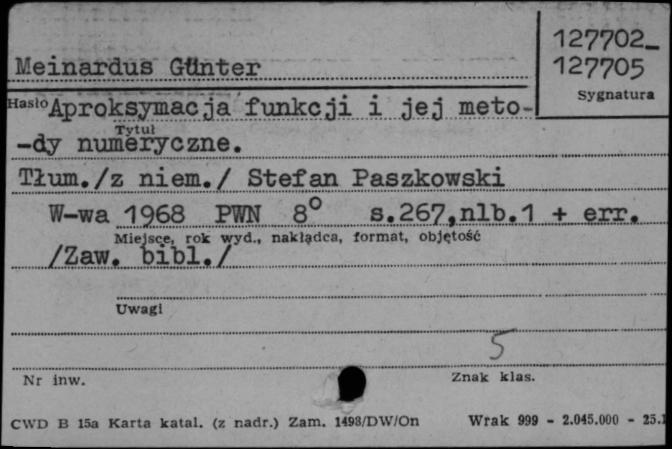 127702-
Meinardus Günter 127705
Sygnatura
Hasło Aproksymacja funkcji i jej meto-
Tytuł
-dy numeryczne.
Tłum./z niem./ Stefan Paszkowski
W-wa 1968 PWN 8° s.267,nlb.1 + err.
Miejsce, rok wyd., nakładca, format, objętość
/Zaw. bibl./
Uwagi
5
Nr inw. Znak klas.
CWD B 15a Karta katal. (z nadr.) Zam. 1498/DW/On Wrak 999 - 2.045.000 - 25.